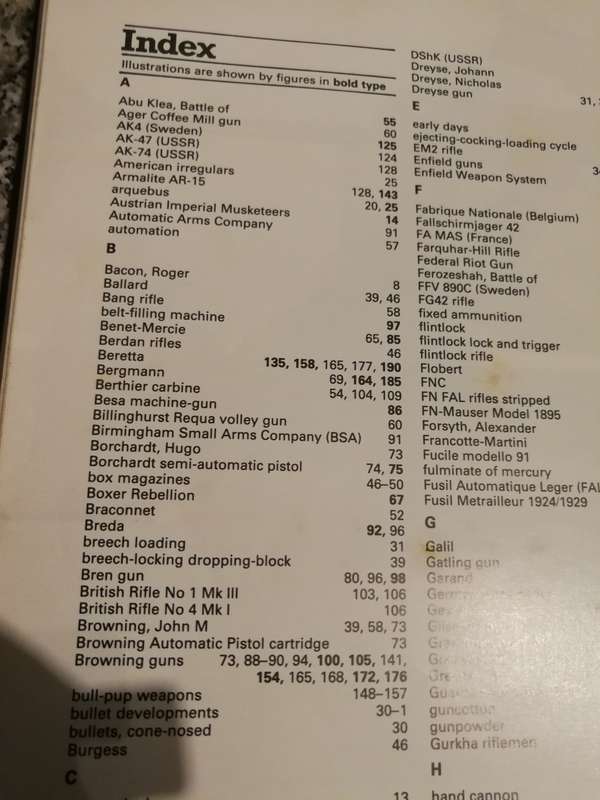 Index
Illustrations are shown by figures in bold type
A
Abu Klea, Battle of 55
Ager Coffee Mill gun 60
AK4 (Sweden) 125
AK-47 (USSR) 124
AK-74 (USSR) 128
American irregulars 25
Armalite AR-15 128, 143
arquebus 20, 25
Austrian Imperial Musketeers 14
Automatic Arms Company 91
automation 57
B
Bacon, Roger 8
Ballard 39, 46
Bang rifle 58
belt-filling machine 97
Benet-Mercie 65, 85
Berdan rifles 46
Beretta 135, 158, 165, 177, 190
Bergmann 69, 164, 185
Berthier carbine 54, 104, 109
Besa machine-gun 86
Billinghurst Requa volley gun 60
Birmingham Small Arms Company (BSA) 91
Borchardt, Hugo 73
Borchardt semi-automatic pistol 74, 75
box magazines 46–50
Boxer Rebellion 67
Braconnet 52
Breda 92, 96
breech loading 31
breech-locking dropping-block 39
Bren gun 80, 96, 98
British Rifle No 1 Mk III 103, 106
British Rifle No 4 Mk I 106
Browning, John M 39, 58, 73
Browning Automatic Pistol cartridge 73
Browning guns 73, 88–90, 94, 100, 105, 141,
154, 165, 168, 172, 176
bull-pup weapons 148–157
bullet developments 30–1
bullets, cone-nosed 30
Burgess 46
C
13
DShK (USSR)
Dreyse, Johann
Dreyse, Nicholas
Dreyse gun 31,
E
early days
ejecting-cocking-loading cycle
EM2 rifle
Enfield guns
Enfield Weapon System
F
Fabrique Nationale (Belgium)
Fallschirmjager 42
FA MAS (France)
Farquhar-Hill Rifle
Federal Riot Gun
Ferozeshah, Battle of
FFV 890C (Sweden)
FG42 rifle
fixed ammunition
flintlock
flintlock lock and trigger
flintlock rifle
Flobert
FNC
FN FAL rifles stripped
FN-Mauser Model 1895
Forsyth, Alexander
Francotte-Martini
Fucile modello 91
fulminate of mercury
Fusil Automatique Leger (FAL
Fusil Metrailleur 1924/1929
G
Galil
Gatling gun
Garand
guncotton
gunpowder
Gurkha riflemen
H
hand cannon